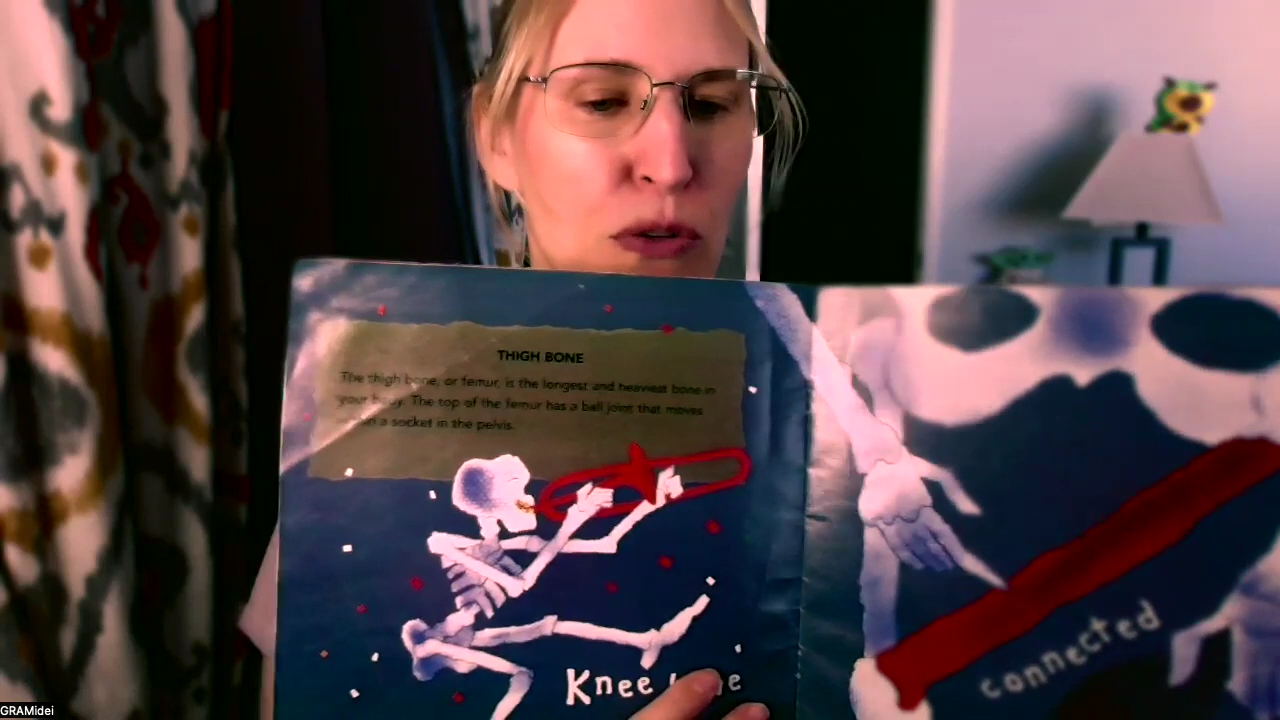 THIGH BONE
The thigh bone, or femur, is the longest and heaviest bone in
your body. The top of the femur has a ball joint that moves
in a socket in the pelvis.
Knee
connected
GRAMidei